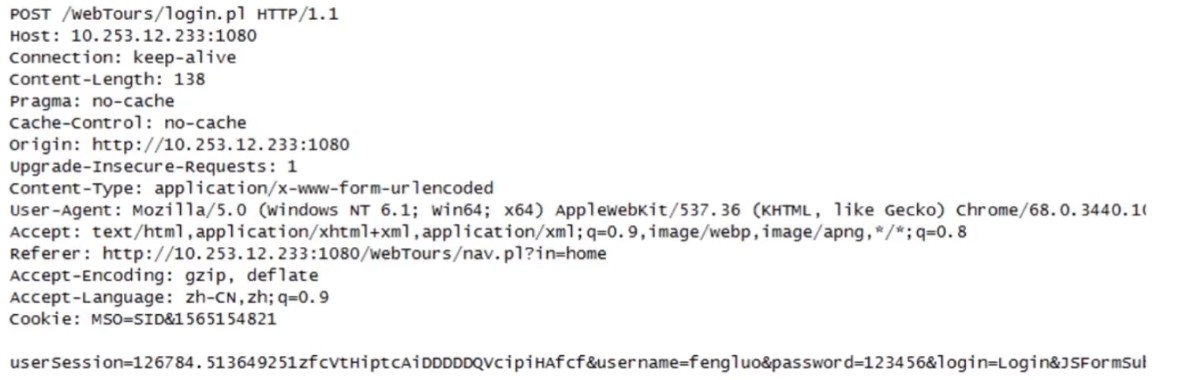 POST /WebTours/login.pl HTTP/1.1
Host: 10.253.12.233:1080
Connection: keep-alive
Content-Length: 138
Pragma: no-cache
Cache-Control: no-cache
Origin: http://10.253.12.233:1080
Upgrade-Insecure-Requests: 1
Content-Type: application/x-www-form-urlencoded
User-Agent: Mozilla/5.0 (Windows NT 6.1; Win64; x64) AppleWebKit/537.36 (KHTML, like Gecko) Chrome/68.0.3440.10
Accept: text/html,application/xhtml+xml,application/xml;q=0.9,image/webp,image/apng,*/*;q=0.8
Referer: http://10.253.12.233:1080/WebTours/nav.pl?in=home
Accept-Encoding: gzip, deflate
Accept-Language: zh-CN,zh;q=0.9
Cookie: MSO=SID&1565154821
userSession=126784.513649251zfcVtHiptcAiDDDDDQVcipiHAfcf&username=fengluo&password=123456&login=Login&JSFormSu